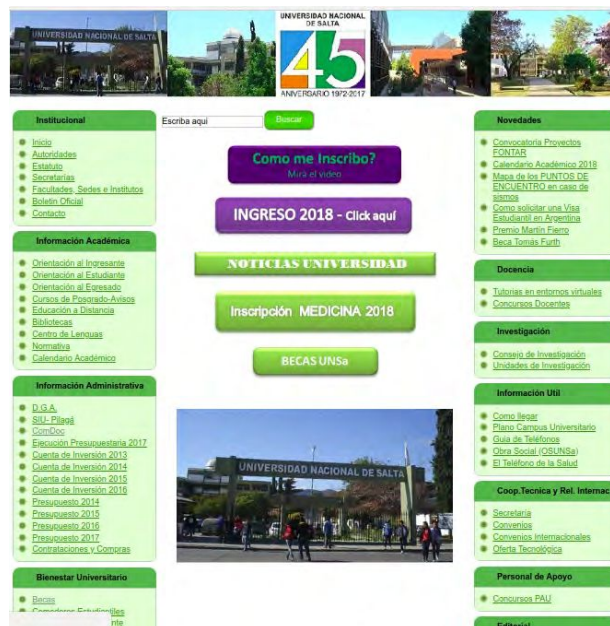 UNIVERSIDAD NACIONAL DE SALTA
UNIVERSIDAD NACIONAL
DE SALTA
45
ANIVERSARIO 1972-2017
Institucional
Inicio
Autoridades
Estatuto
Secretarías
Facultades, Sedes e Institutos
Boletín Oficial
Contacto
Información Académica
Orientación al Ingresante
Orientación al Estudiante
Orientación al Egresado
Cursos de Posgrado-Avisos
Educación a Distancia
Bibliotecas
Centro de Lenguas
Normativa
Calendario Académico
Información Administrativa
D.G.A.
SIU- Pilagá
ComDoc
Ejecución Presupuestaria 2017
Cuenta de Inversión 2013
Cuenta de Inversión 2014
Cuenta de Inversión 2015
Cuenta de Inversión 2016
Presupuesto 2014
Presupuesto 2015
Presupuesto 2016
Presupuesto 2017
Contrataciones y Compras
Bienestar Universitario
Becas
Escriba aqui
Buscar
Como me Inscribo?
Mirá el video
INGRESO 2018 - Click aquí
NOTICIAS UNIVERSIDAD
Inscripción MEDICINA 2018
BECAS UNSa
UNIVERSIDAD NACIONAL DE SALTA
Novedades
Convocatoria Proyectos
FONTAR
Calendario Académico 2018
Mapa de los PUNTOS DE
ENCUENTRO en caso de
sismos
Como solicitar una Visa
Estudiantil en Argentina
Premio Martín Fierro
Beca Tomás Furth
Docencia
Tutorías en entornos virtuales
Concursos Docentes
Investigación
Consejo de Investigación
Unidades de Investigación
Información Util
Como llegar
Plano Campus Universitario
Guía de Teléfonos
Obra Social (OSUNSa)
El Teléfono de la Salud
Coop.Tecnica y Rel. Internac
Secretaria
Convenios
Convenios Internacionales
Oferta Tecnológica
Personal de Apoyo
Concursos PAU